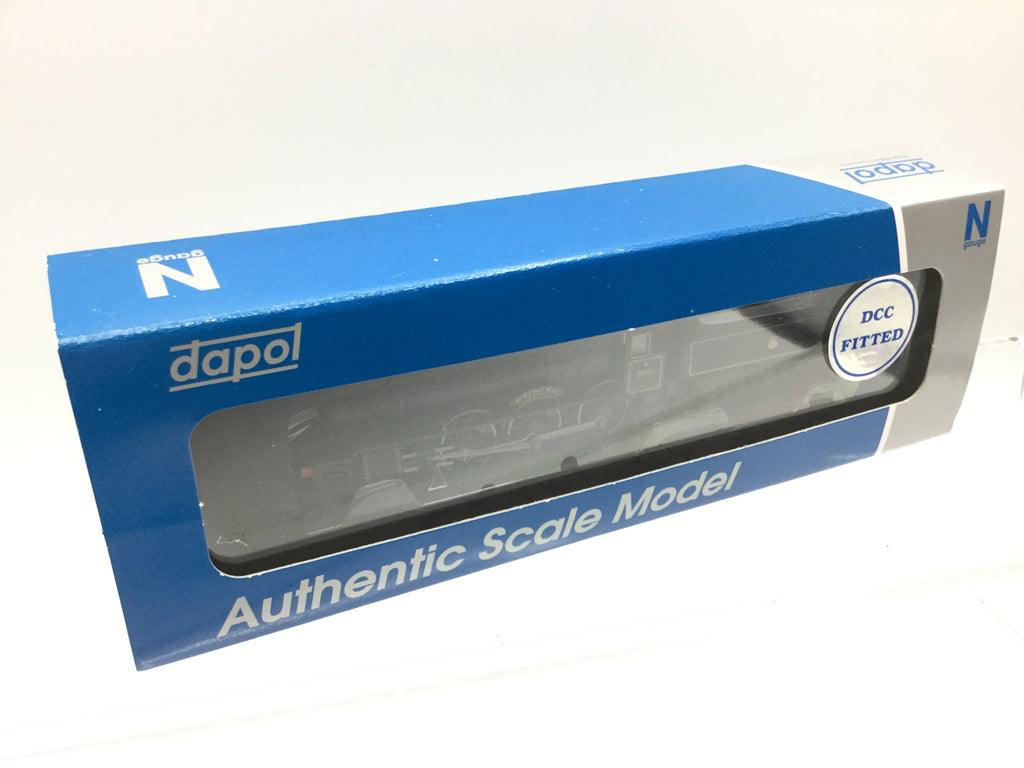 dapol
N
gauge
N
gauge
dapol
DCC
FITTED
Authentic Scale Model